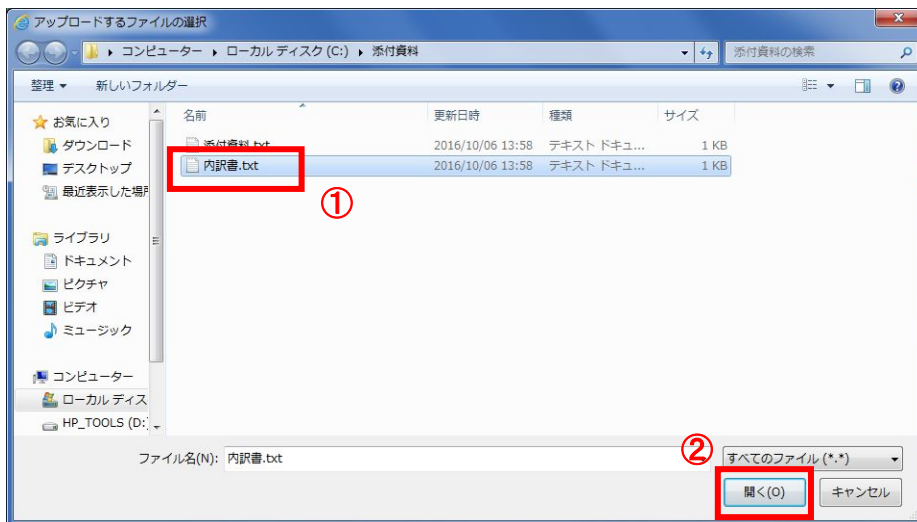 アップロードするファイルの選択
コンピューター ▸ ローカル ディスク (C:) ▸ 添付資料
添付資料の検索
整理 新しいフォルダー
名前 更新日時 種類 サイズ
添付資料.txt 2016/10/06 13:58 テキスト ドキュ... 1 KB
内訳書.txt 2016/10/06 13:58 テキスト ドキュ... 1 KB
①
お気に入り
ダウンロード
デスクトップ
最近表示した場所
ライブラリ
ドキュメント
ピクチャ
ビデオ
ミュージック
コンピューター
ローカル ディス
HP_TOOLS (D:)
ファイル名(N): 内訳書.txt
②
すべてのファイル (*.*)
開く(O) キャンセル